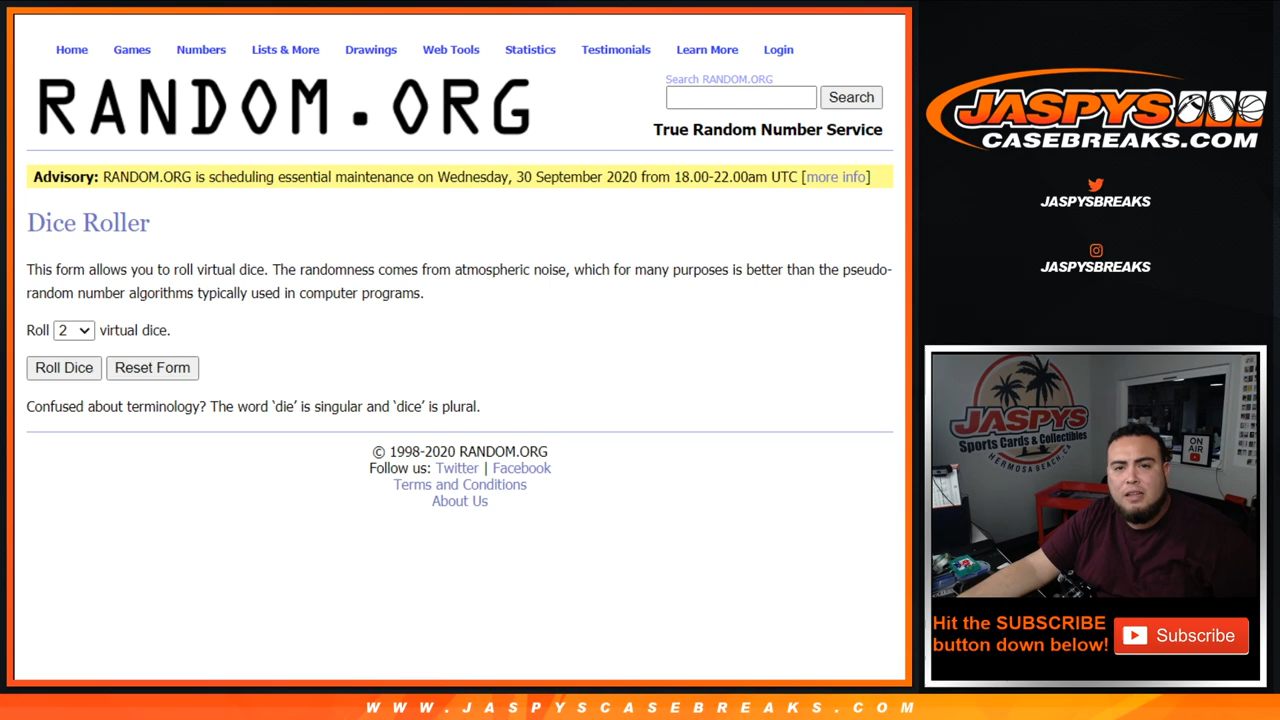 Home Games Numbers Lists & More Drawings Web Tools Statistics Testimonials Learn More Login
RANDOM.ORG
Search RANDOM.ORG
Search
True Random Number Service
Advisory: RANDOM.ORG is scheduling essential maintenance on Wednesday, 30 September 2020 from 18.00-22.00am UTC [more info]
Dice Roller
This form allows you to roll virtual dice. The randomness comes from atmospheric noise, which for many purposes is better than the pseudo-
random number algorithms typically used in computer programs.
Roll 2 virtual dice.
Roll Dice Reset Form
Confused about terminology? The word ‘die’ is singular and ‘dice’ is plural.
© 1998-2020 RANDOM.ORG
Follow us: Twitter | Facebook
Terms and Conditions
About Us
JASPYS
CASEBREAKS.COM
JASPYSBREAKS
JASPYSBREAKS
JASPYS
Sports Cards & Collectibles
HERMOSA BEACH, CA
ON
AIR
Hit the SUBSCRIBE
button down below!
Subscribe
WWW.JASPYSCASEBREAKS.COM